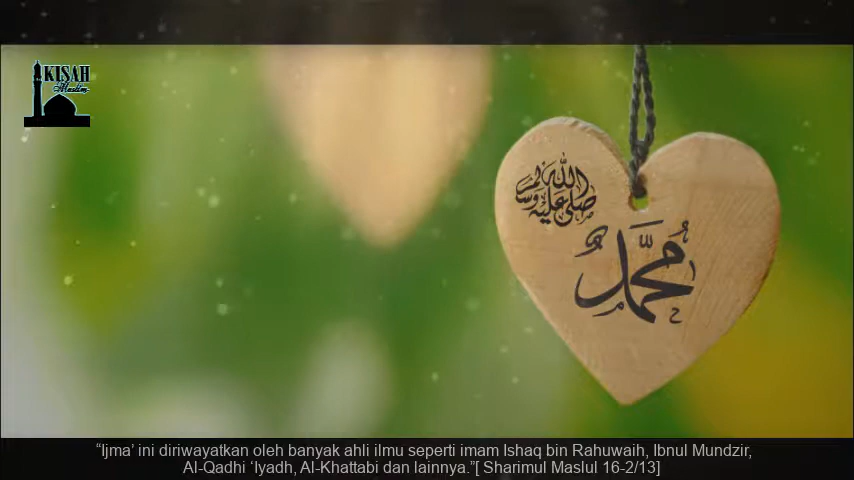 KISAH
Muslim
صلى الله عليه وسلم
محمد
“Ijma’ ini diriwayatkan oleh banyak ahli ilmu seperti imam Ishaq bin Rahuwaih, Ibnul Mundzir,
Al-Qadhi ‘Iyadh, Al-Khattabi dan lainnya.”[ Sharimul Maslul 16-2/13]